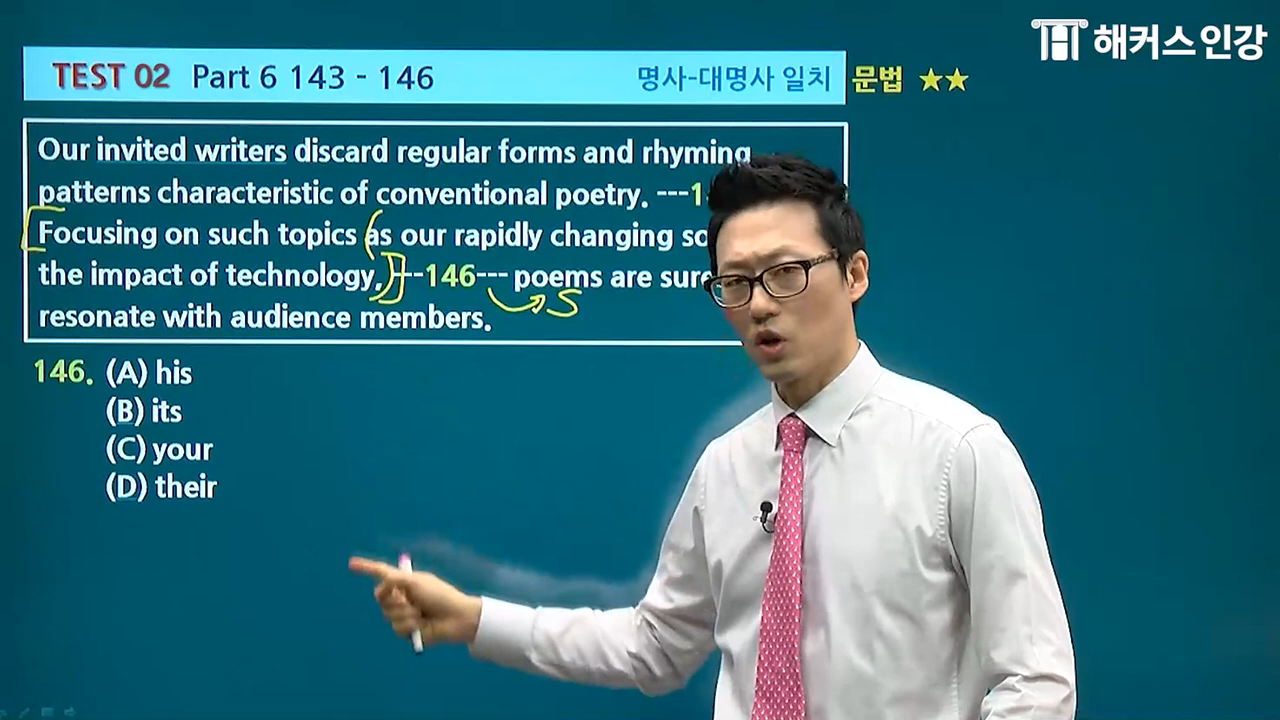 해커스인강
TEST 02 Part 6 143 - 146 명사-대명사 일치 문법 ★★
Our invited writers discard regular forms and rhyming
patterns characteristic of conventional poetry. ---1
Focusing on such topics as our rapidly changing so
the impact of technology, ---146--- poems are sure
S
resonate with audience members.
146. (A) his
(B) its
(C) your
(D) their